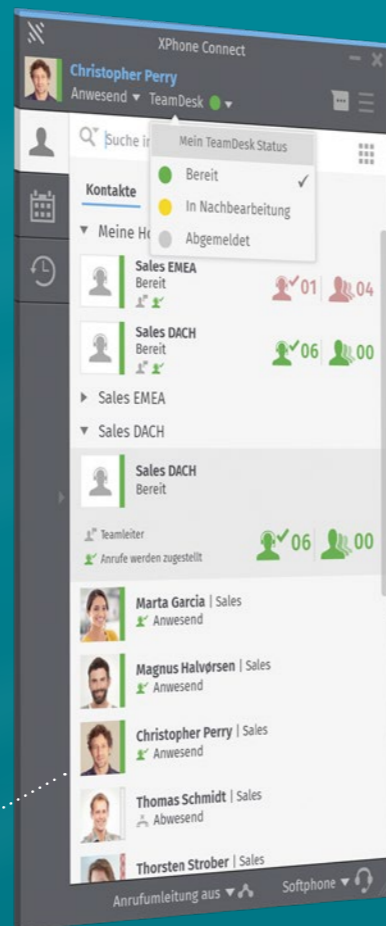 XPhone Connect
Christopher Perry
Anwesend TeamDesk
Suche in
Mein TeamDesk Status
Bereit
In Nachbearbeitung
Abgemeldet
Kontakte
Meine
Sales EMEA
Bereit
01 04
Sales DACH
Bereit
06 00
Sales EMEA
Sales DACH
Sales DACH
Bereit
Teamleiter
Anrufe werden zugestellt
06 00
Marta Garcia | Sales
Anwesend
Magnus Halvørsen | Sales
Anwesend
Christopher Perry | Sales
Anwesend
Thomas Schmidt | Sales
Abwesend
Thorsten Strober | Sales
Anrufumleitung aus Softphone